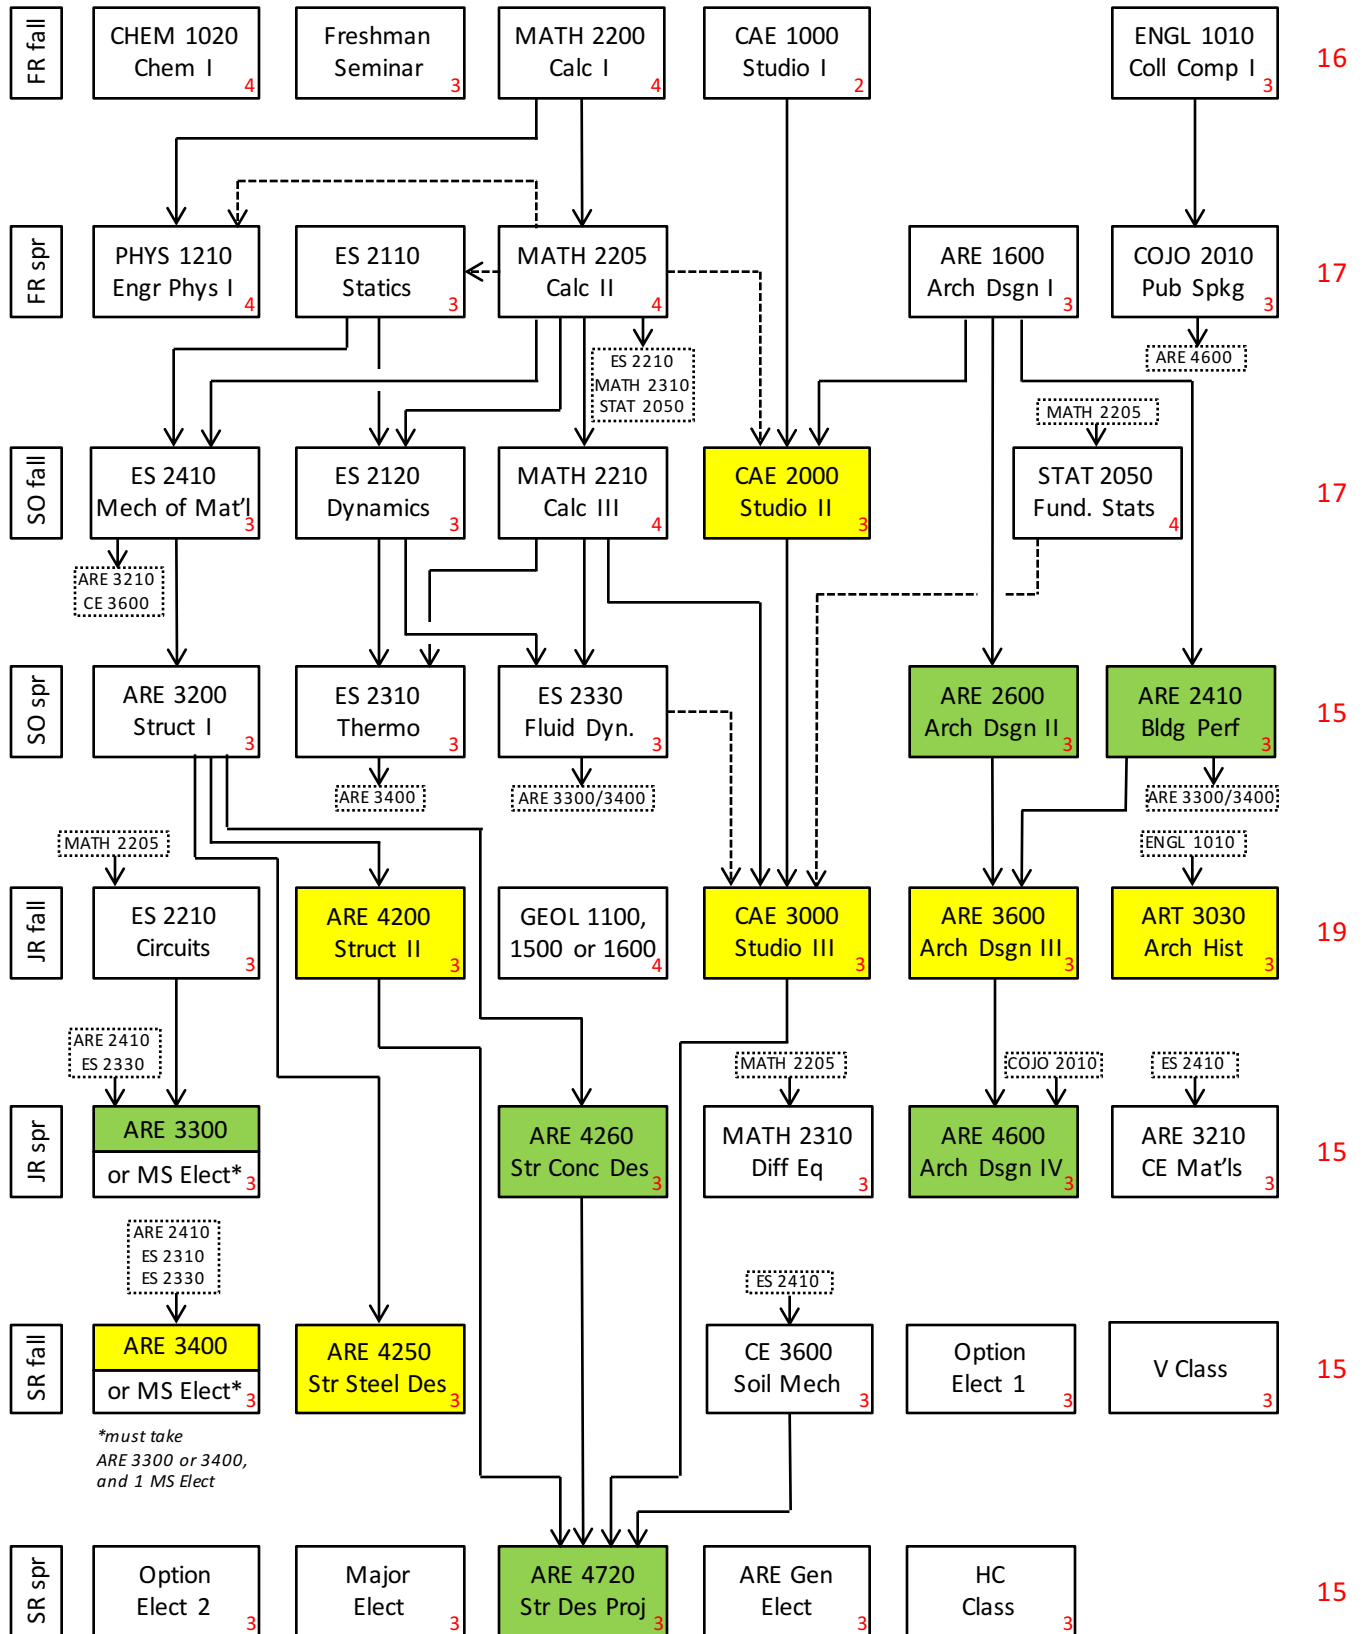 FR fall
CHEM 1020
Chem I
4
Freshman
Seminar
3
MATH 2200
Calc I
4
CAE 1000
Studio I
2
ENGL 1010
Coll Comp I
3
16
FR spr
PHYS 1210
Engr Phys I
4
ES 2110
Statics
3
MATH 2205
Calc II
4
ARE 1600
Arch Dsgn I
3
COJO 2010
Pub Spkg
3
17
ES 2210
MATH 2310
STAT 2050
ARE 4600
MATH 2205
SO fall
ES 2410
Mech of Mat'l
3
ES 2120
Dynamics
3
MATH 2210
Calc III
4
CAE 2000
Studio II
3
STAT 2050
Fund. Stats
4
17
ARE 3210
CE 3600
SO spr
ARE 3200
Struct I
3
ES 2310
Thermo
3
ES 2330
Fluid Dyn.
3
ARE 2600
Arch Dsgn II
3
ARE 2410
Bldg Perf
3
15
ARE 3400
ARE 3300/3400
ARE 3300/3400
MATH 2205
ENGL 1010
JR fall
ES 2210
Circuits
3
ARE 4200
Struct II
3
GEOL 1100,
1500 or 1600
4
CAE 3000
Studio III
3
ARE 3600
Arch Dsgn III
3
ART 3030
Arch Hist
3
19
ARE 2410
ES 2330
MATH 2205
COJO 2010
ES 2410
JR spr
ARE 3300
or MS Elect*
3
ARE 4260
Str Conc Des
3
MATH 2310
Diff Eq
3
ARE 4600
Arch Dsgn IV
3
ARE 3210
CE Mat'ls
3
15
ARE 2410
ES 2310
ES 2330
ES 2410
SR fall
ARE 3400
or MS Elect*
3
ARE 4250
Str Steel Des
3
CE 3600
Soil Mech
3
Option
Elect 1
3
V Class
3
15
*must take
ARE 3300 or 3400,
and 1 MS Elect
SR spr
Option
Elect 2
3
Major
Elect
3
ARE 4720
Str Des Proj
3
ARE Gen
Elect
3
HC
Class
3
15